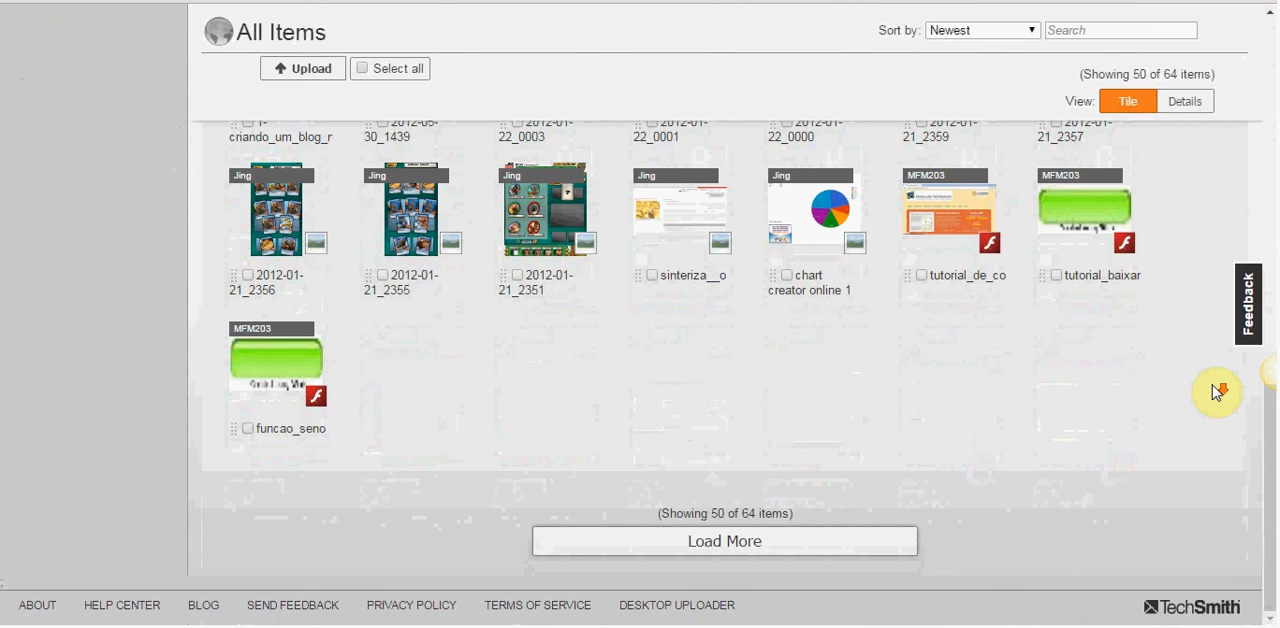 All Items
Sort by: Newest Search
Upload Select all
(Showing 50 of 64 items)
View: Tile Details
criando_um_blog_r 30_1439 22_0003 22_0001 22_0000 21_2359 21_2357
Jing Jing Jing Jing Jing MFM203 MFM203
2012-01- 2012-01- 2012-01- sinteriza__o chart tutorial_de_co tutorial_baixar
21_2356 21_2355 21_2351 creator online 1
MFM203
funcao_seno
Feedback
(Showing 50 of 64 items)
Load More
ABOUT HELP CENTER BLOG SEND FEEDBACK PRIVACY POLICY TERMS OF SERVICE DESKTOP UPLOADER
TechSmith